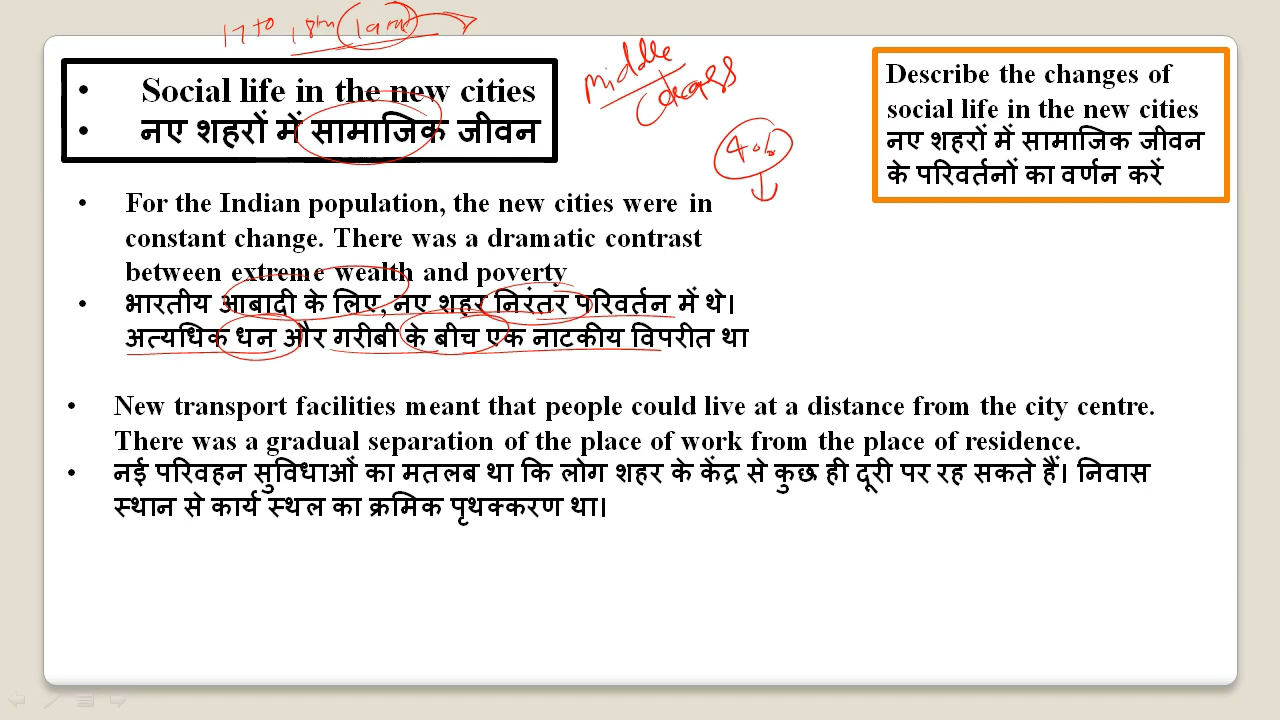 17 to 18th 19th
• Social life in the new cities
• नए शहरों में सामाजिक जीवन
middle
class
Describe the changes of
social life in the new cities
नए शहरों में सामाजिक जीवन
के परिवर्तनों का वर्णन करें
• For the Indian population, the new cities were in
constant change. There was a dramatic contrast
between extreme wealth and poverty
• भारतीय आबादी के लिए, नए शहर निरंतर परिवर्तन में थे।
अत्यधिक धन और गरीबी के बीच एक नाटकीय विपरीत था
• New transport facilities meant that people could live at a distance from the city centre.
There was a gradual separation of the place of work from the place of residence.
• नई परिवहन सुविधाओं का मतलब था कि लोग शहर के केंद्र से कुछ ही दूरी पर रह सकते हैं। निवास
स्थान से कार्य स्थल का क्रमिक पृथक्करण था।